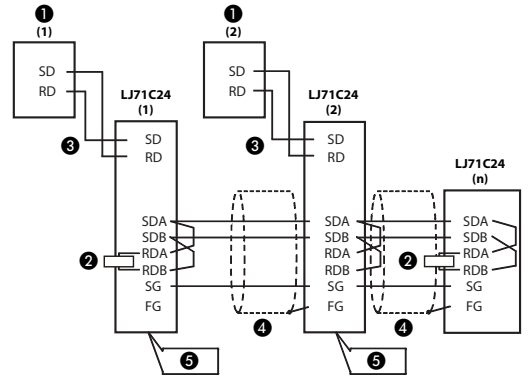 ❶ ❶
(1) (2)
SD SD
RD RD
LJ71C24 LJ71C24
(1) (2)
❸ SD ❸ SD
RD RD
LJ71C24
(n)
SDA SDA SDA
SDB SDB SDB
❷ RDA RDA ❷ RDA
RDB RDB RDB
SG SG SG
FG FG FG
❹ ❹
❺ ❺